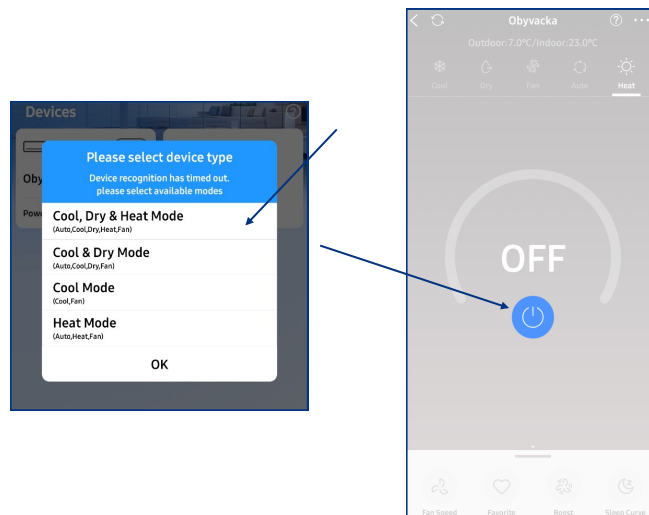 Devices
Oby
Powe
Please select device type
Device recognition has timed out.
please select available modes
Cool, Dry & Heat Mode
(Auto,Cool,Dry,Heat,Fan)
Cool & Dry Mode
(Auto,Cool,Dry,Fan)
Cool Mode
(Cool,Fan)
Heat Mode
(Auto,Heat,Fan)
OK
Obyvacka
Outdoor:7.0℃/Indoor:23.0℃
Cool Dry Fan Auto Heat
OFF
Fan Speed Favorite Boost Sleep Curve